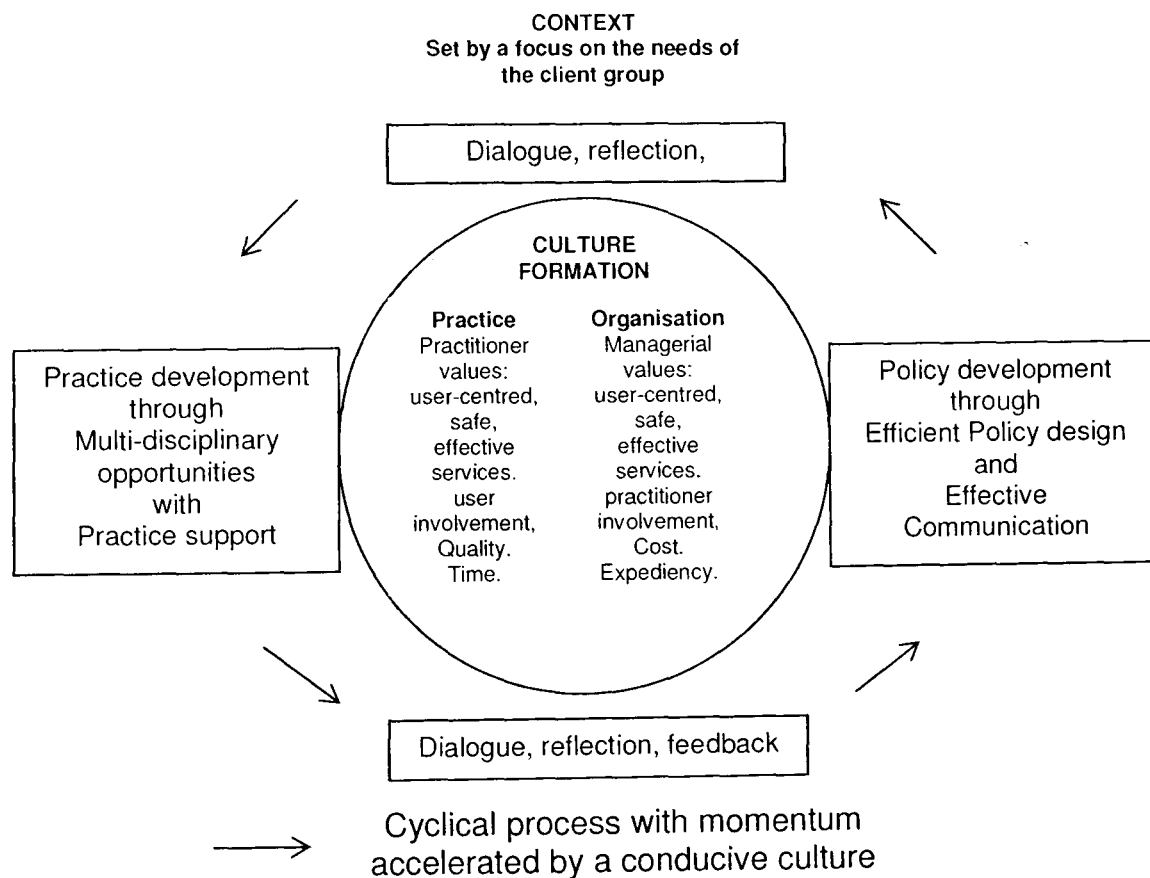 CONTEXT
Set by a focus on the needs of
the client group
Dialogue, reflection,
CULTURE
FORMATION
Practice
Practitioner
values:
user-centred,
safe,
effective
services.
user
involvement,
Quality.
Time.
Organisation
Managerial
values:
user-centred,
safe,
effective
services.
practitioner
involvement,
Cost.
Expediency.
Practice development
through
Multi-disciplinary
opportunities
with
Practice support
Policy development
through
Efficient Policy design
and
Effective
Communication
Dialogue, reflection, feedback
Cyclical process with momentum
accelerated by a conducive culture